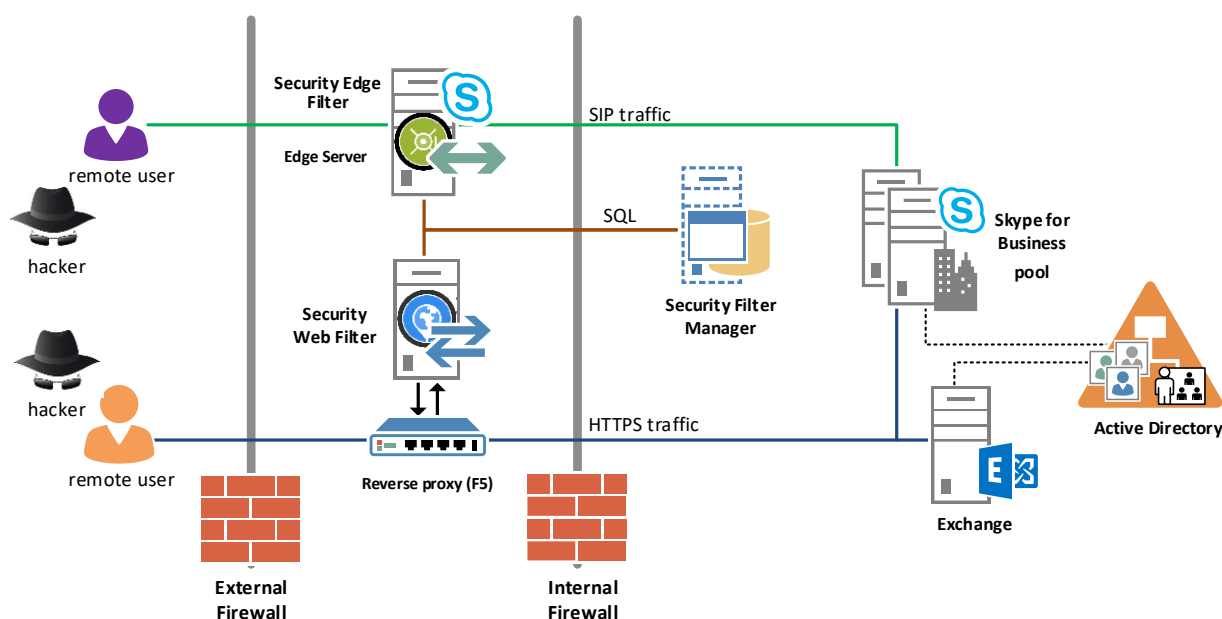 Security Edge
Filter
SIP traffic
remote user
Edge Server
hacker
SQL
Skype for
Business
pool
Security
Web Filter
Security Filter
Manager
hacker
HTTPS traffic
remote user
Reverse proxy (F5)
E
Exchange
Active Directory
External
Firewall
Internal
Firewall
S
S